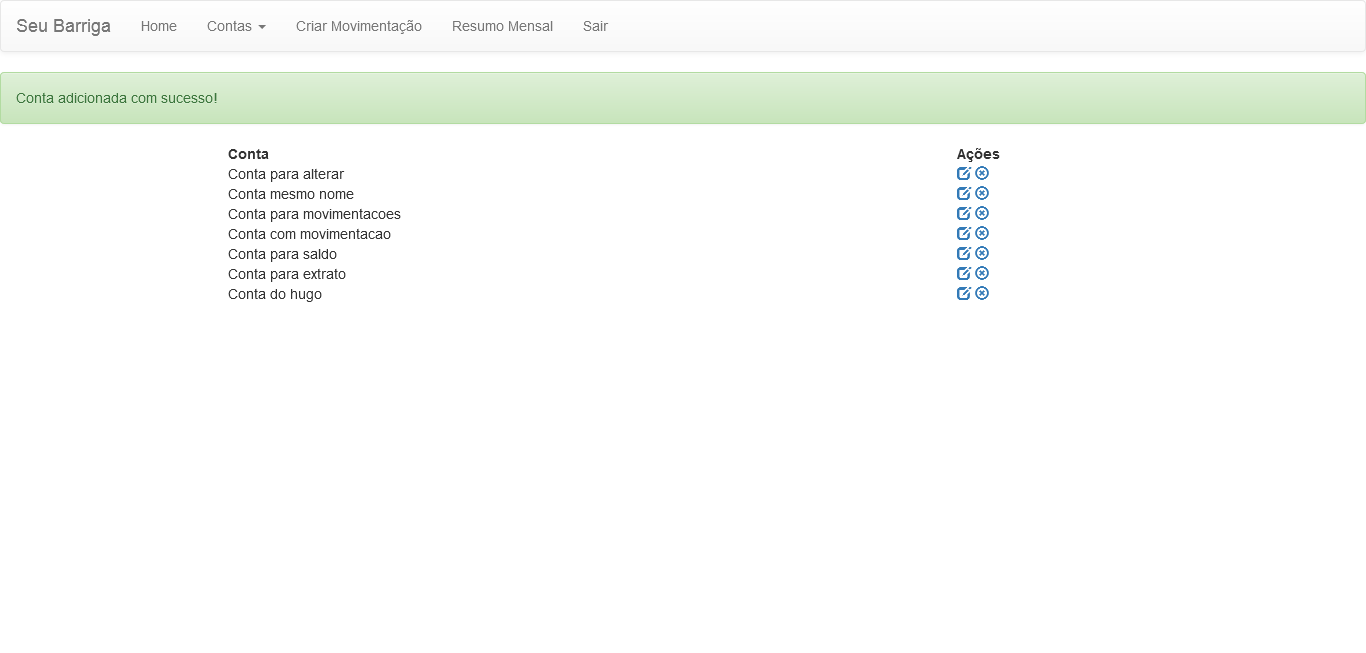 Seu Barriga Home Contas Criar Movimentação Resumo Mensal Sair
Conta adicionada com sucesso!
Conta Ações
Conta para alterar
Conta mesmo nome
Conta para movimentacoes
Conta com movimentacao
Conta para saldo
Conta para extrato
Conta do hugo